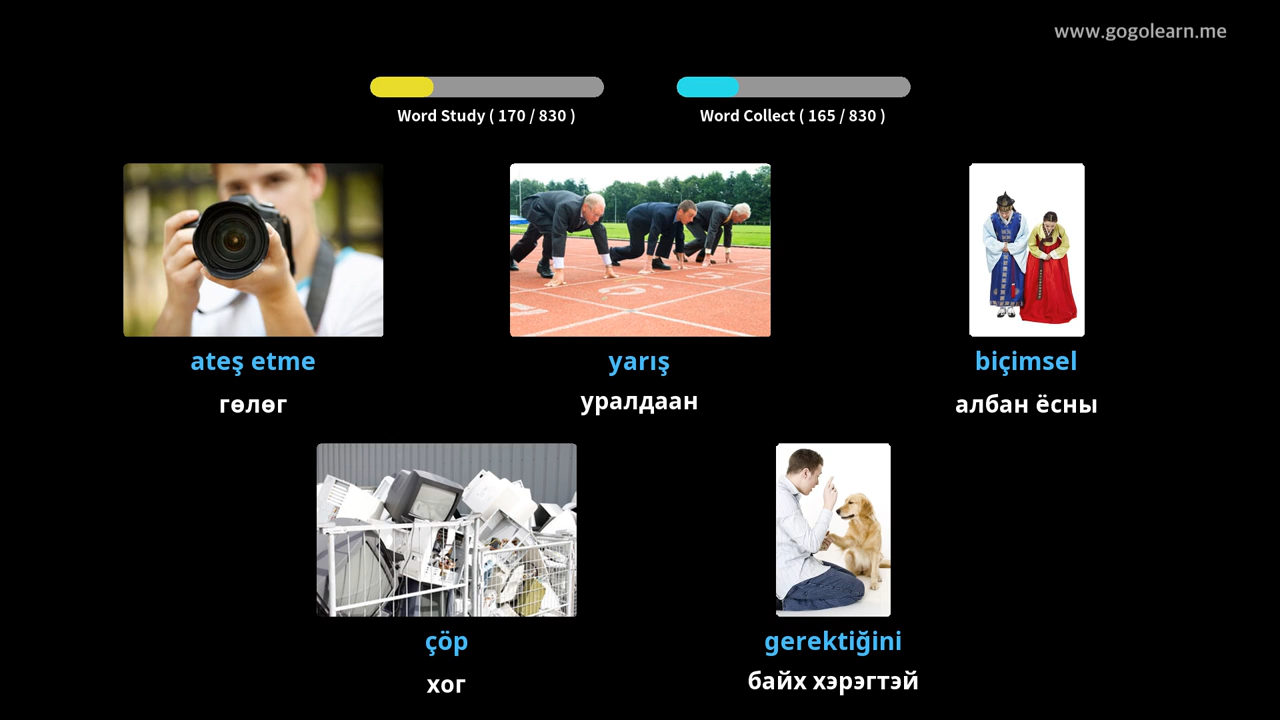 www.gogolearn.me
Word Study ( 170 / 830 )
Word Collect ( 165 / 830 )
ateş etme
yarış
biçimsel
гөлөг
уралдаан
албан ёсны
çöp
gerektiğini
хог
байх хэрэгтэй